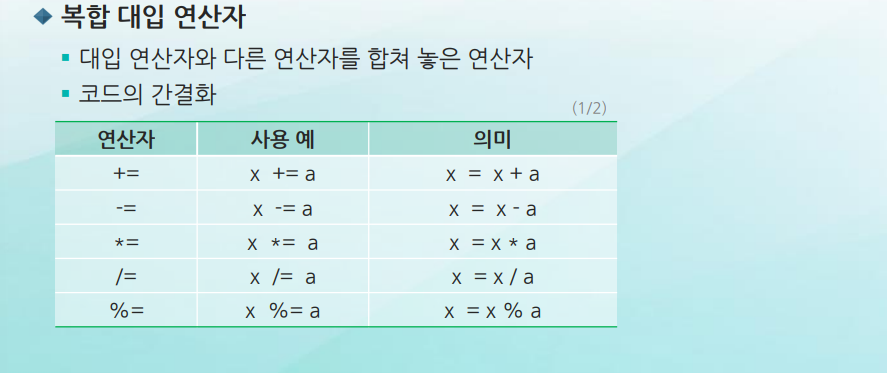 복합 대입 연산자
대입 연산자와 다른 연산자를 합쳐 놓은 연산자
코드의 간결화
(1/2)
연산자 사용 예 의미
+= x += a x = x + a
-= x -= a x = x - a
*= x *= a x = x * a
/= x /= a x = x / a
%= x %= a x = x % a